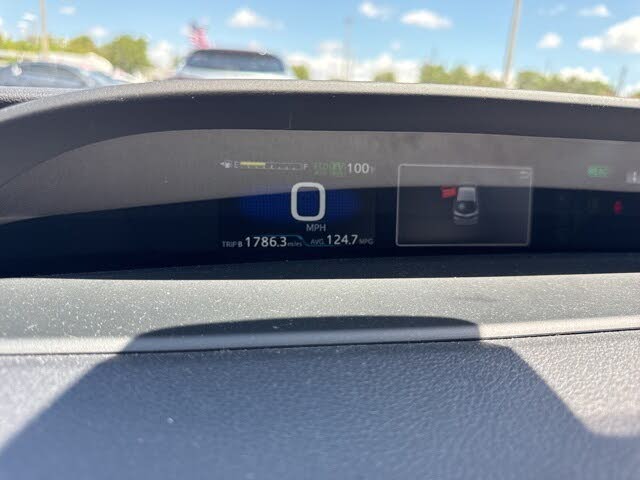 E F 100°F
0
MPH
TRIP B 1786.3 miles AVG. 124.7 MPG